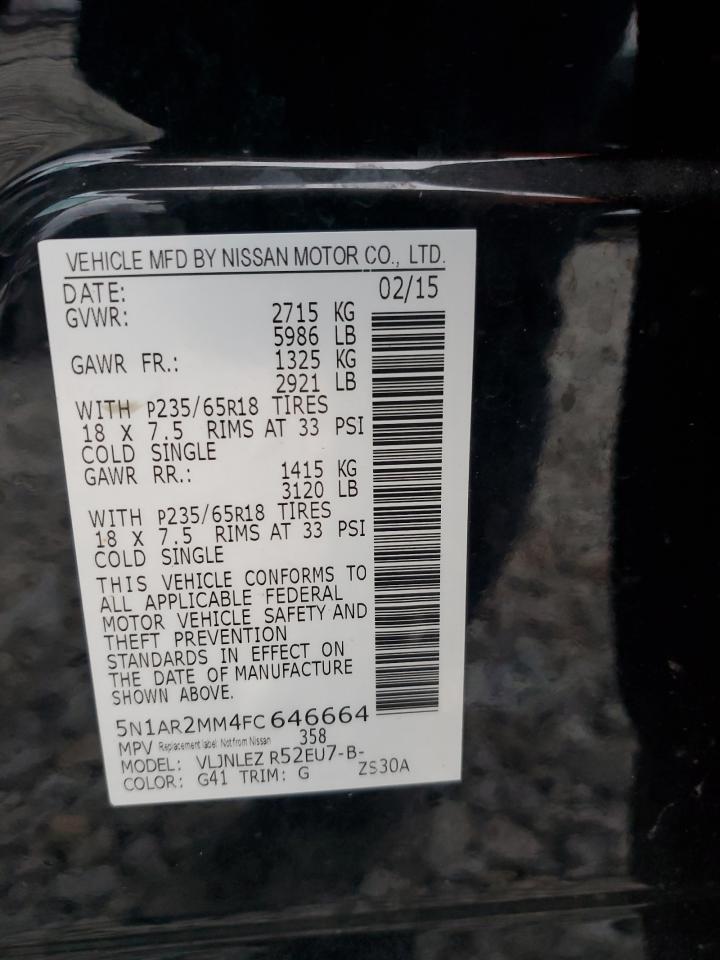 VEHICLE MFD BY NISSAN MOTOR CO., LTD.
DATE: 02/15
GVWR: 2715 KG
5986 LB
GAWR FR.: 1325 KG
2921 LB
WITH P235/65R18 TIRES
18 X 7.5 RIMS AT 33 PSI
COLD SINGLE
GAWR RR.: 1415 KG
3120 LB
WITH P235/65R18 TIRES
18 X 7.5 RIMS AT 33 PSI
COLD SINGLE
THIS VEHICLE CONFORMS TO
ALL APPLICABLE FEDERAL
MOTOR VEHICLE SAFETY AND
THEFT PREVENTION
STANDARDS IN EFFECT ON
THE DATE OF MANUFACTURE
SHOWN ABOVE.
5N1AR2MM4FC646664
MPV Replacement label: Not from Nissan 358
MODEL: VLJNLEZ R52EU7-B-
COLOR: G41 TRIM: G ZS30A